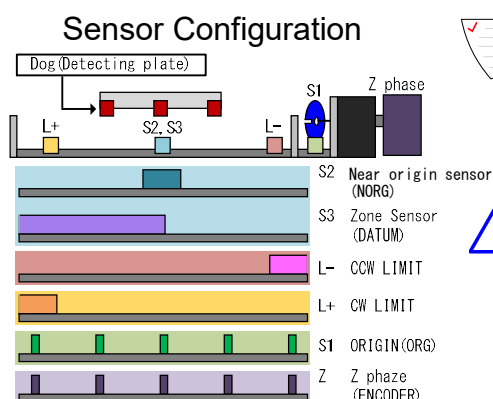 Sensor Configuration
Dog(Detecting plate)
L+
S2,S3
L-
S1
Z phase
S2 Near origin sensor
(NORG)
S3 Zone Sensor
(DATUM)
L- CCW LIMIT
L+ CW LIMIT
S1 ORIGIN(ORG)
Z Z phaze
(ENCODER)